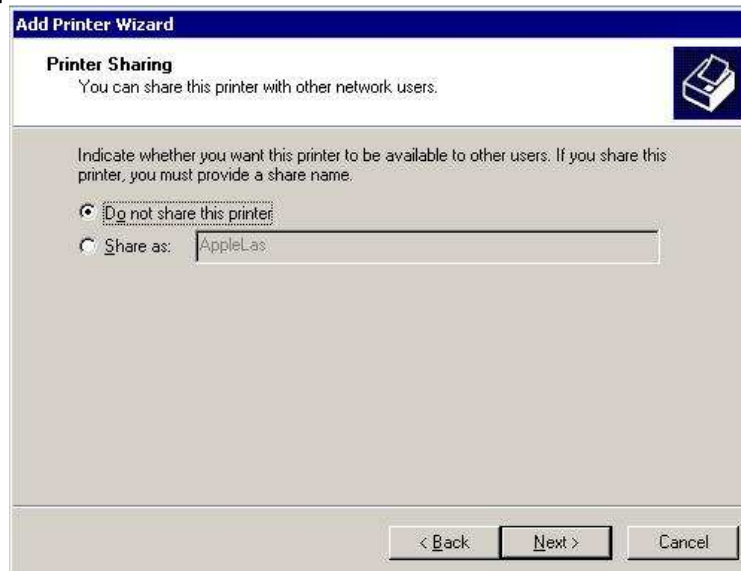 Add Printer Wizard
Printer Sharing
You can share this printer with other network users.
Indicate whether you want this printer to be available to other users. If you share this
printer, you must provide a share name.
Do not share this printer
Share as: AppleLas
< Back Next > Cancel